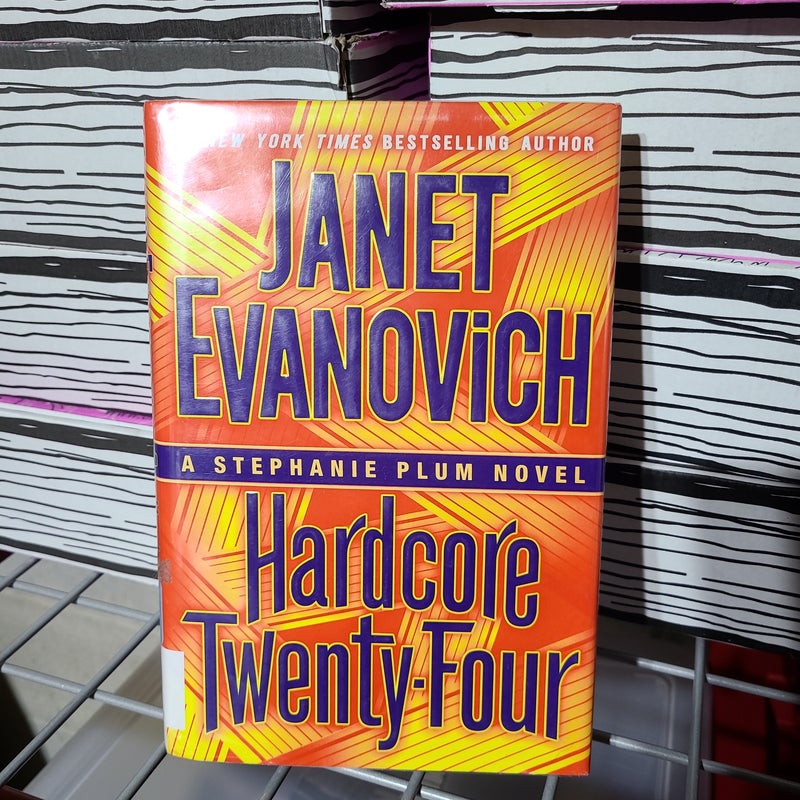 NEW YORK TIMES BESTSELLING AUTHOR
JANET
EVANOVICH
A STEPHANIE PLUM NOVEL
Hardcore
Twenty-Four